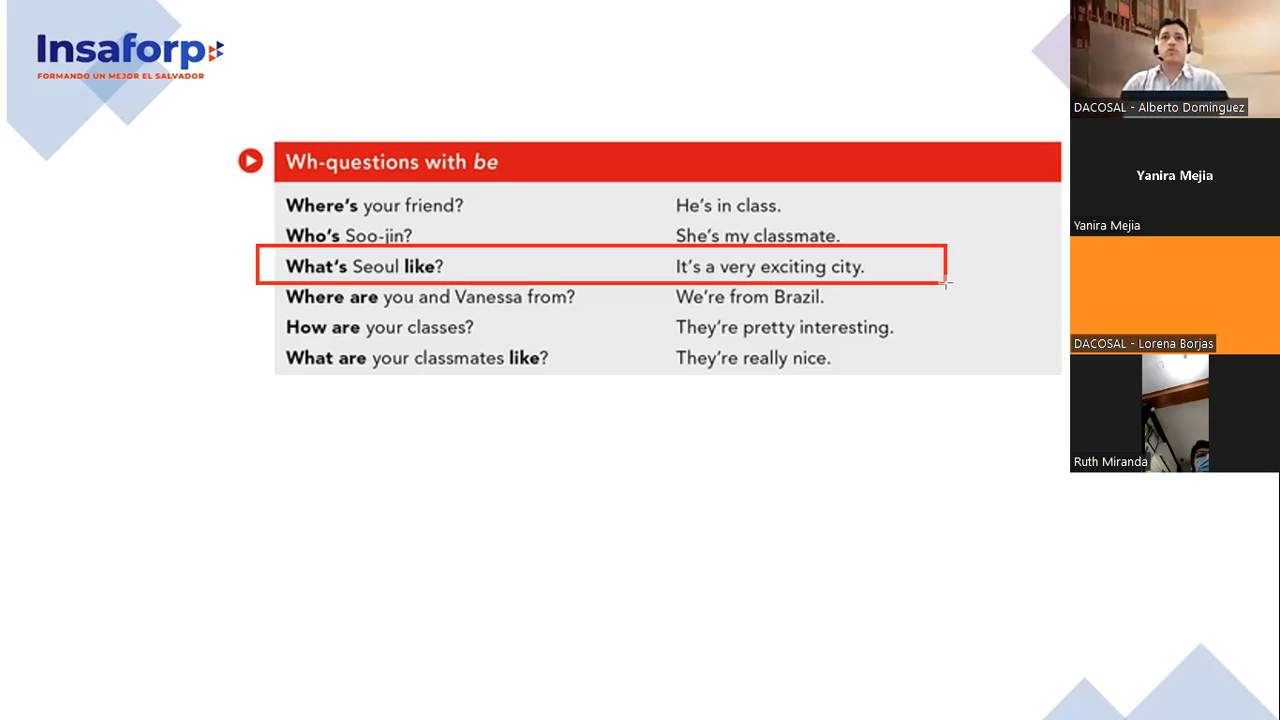 Insaforp
FORMANDO UN MEJOR EL SALVADOR
Wh-questions with be
Where's your friend? He's in class.
Who's Soo-jin? She's my classmate.
What's Seoul like? It's a very exciting city.
Where are you and Vanessa from? We're from Brazil.
How are your classes? They're pretty interesting.
What are your classmates like? They're really nice.
DACOSAL - Alberto Dominguez
Yanira Mejia
Yanira Mejia
DACOSAL - Lorena Borjas
Ruth Miranda